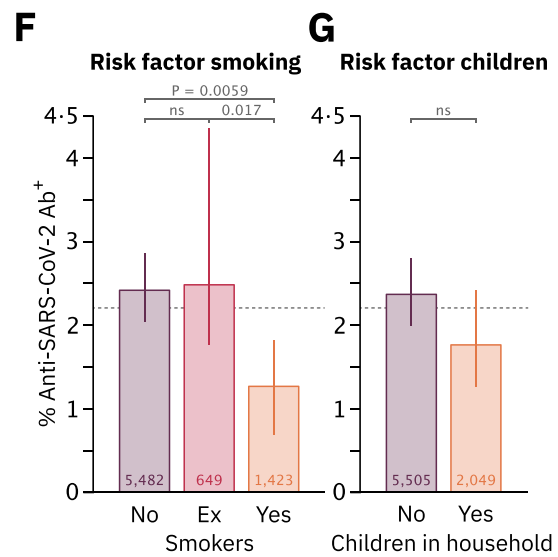 F
Risk factor smoking
P = 0.0059
ns 0.017
% Anti-SARS-CoV-2 Ab+
4·5
4
3
2
1
0
5,482 649 1,423
No Ex Yes
Smokers
G
Risk factor children
ns
4·5
4
3
2
1
0
5,505 2,049
No Yes
Children in household